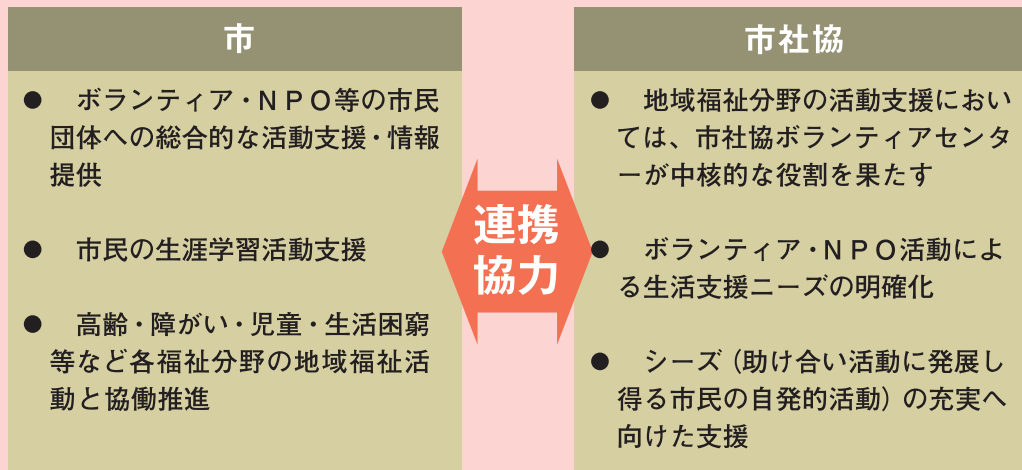 市
● ボランティア・ＮＰＯ等の市民
団体への総合的な活動支援・情報
提供
● 市民の生涯学習活動支援
● 高齢・障がい・児童・生活困窮
等など各福祉分野の地域福祉活
動と協働推進
連携
協力
市社協
● 地域福祉分野の活動支援におい
ては、市社協ボランティアセンタ
ーが中核的な役割を果たす
● ボランティア・ＮＰＯ活動によ
る生活支援ニーズの明確化
● シーズ（助け合い活動に発展し
得る市民の自発的活動）の充実へ
向けた支援